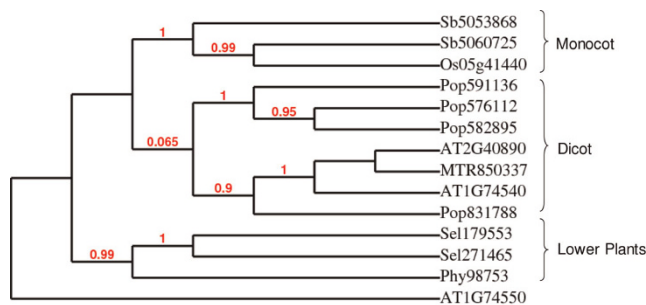 Sb5053868
1
Sb5060725
0.99
Monocot
Os05g41440
Pop591136
1
Pop576112
0.95
Pop582895
0.065
AT2G40890
Dicot
MTR850337
1
AT1G74540
0.9
Pop831788
Sel179553
1
Sel271465
Lower Plants
0.99
Phy98753
AT1G74550